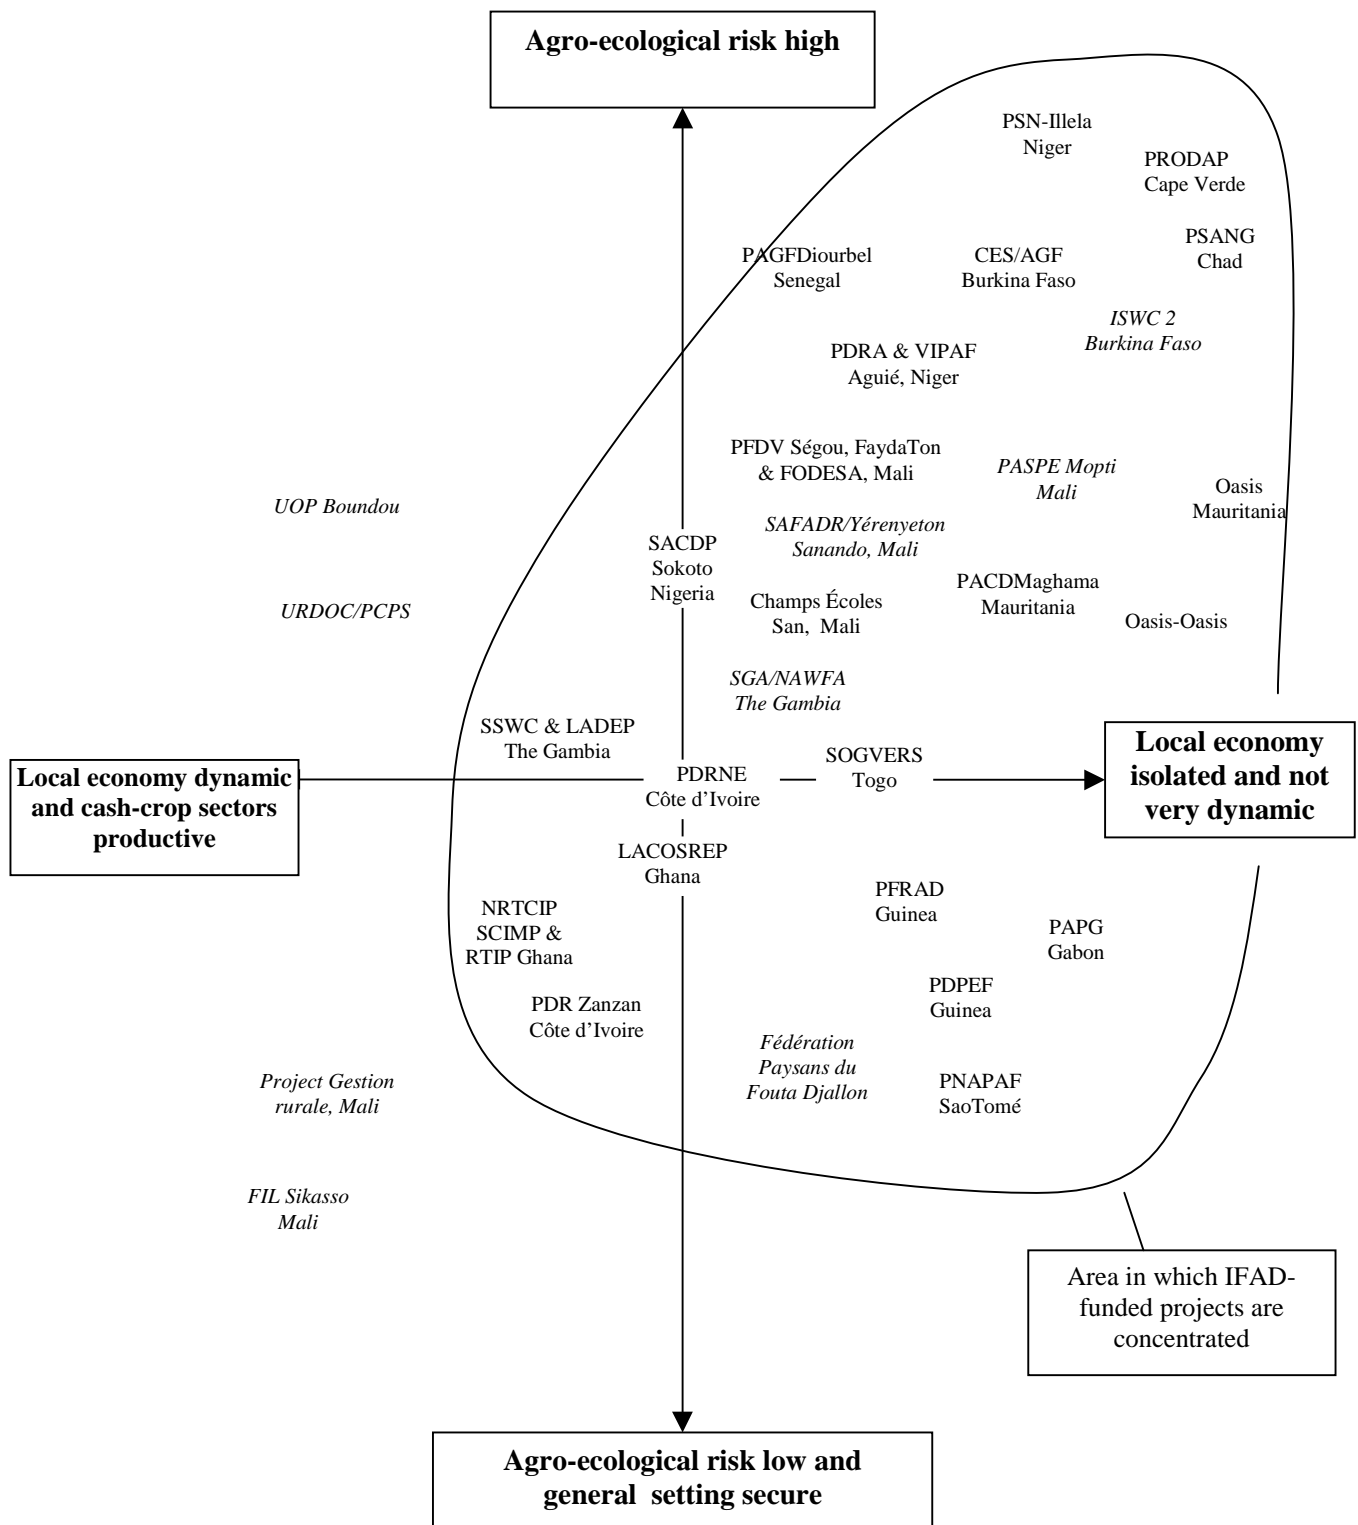 Agro-ecological risk high
PSN-Illela
Niger
PRODAP
Cape Verde
PAGFDiourbel
Senegal
CES/AGF
Burkina Faso
PSANG
Chad
ISWC 2
Burkina Faso
PDRA & VIPAF
Aguié, Niger
PFDV Ségou, FaydaTon
& FODESA, Mali
PASPE Mopti
Mali
Oasis
Mauritania
UOP Boundou
SAFADR/Yérenyeton
Sanando, Mali
SACDP
Sokoto
Nigeria
PACDMaghama
Mauritania
URDOC/PCPS
Champs Écoles
San, Mali
Oasis-Oasis
SGA/NAWFA
The Gambia
SSWC & LADEP
The Gambia
SOGVERS
Togo
Local economy
isolated and not
very dynamic
Local economy dynamic
and cash-crop sectors
productive
PDRNE
Côte d’Ivoire
LACOSREP
Ghana
PFRAD
Guinea
NRTCIP
SCIMP &
RTIP Ghana
PAPG
Gabon
PDPEF
Guinea
PDR Zanzan
Côte d’Ivoire
Fédération
Paysans du
Fouta Djallon
Project Gestion
rurale, Mali
PNAPAF
SaoTomé
FIL Sikasso
Mali
Area in which IFAD-
funded projects are
concentrated
Agro-ecological risk low and
general setting secure